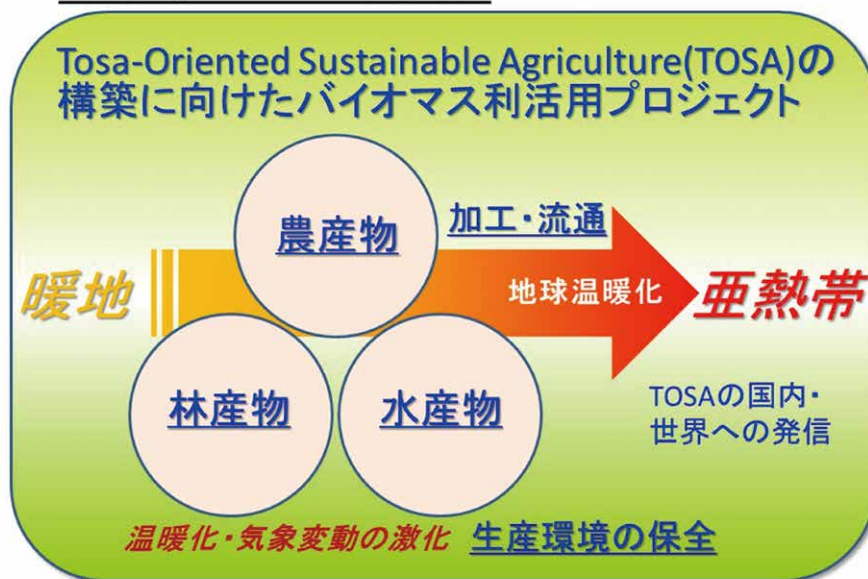 Tosa-Oriented Sustainable Agriculture(TOSA)の
構築に向けたバイオマス利活用プロジェクト
農産物
加工・流通
暖地
地球温暖化
亜熱帯
林産物
水産物
TOSAの国内・
世界への発信
温暖化・気象変動の激化
生産環境の保全